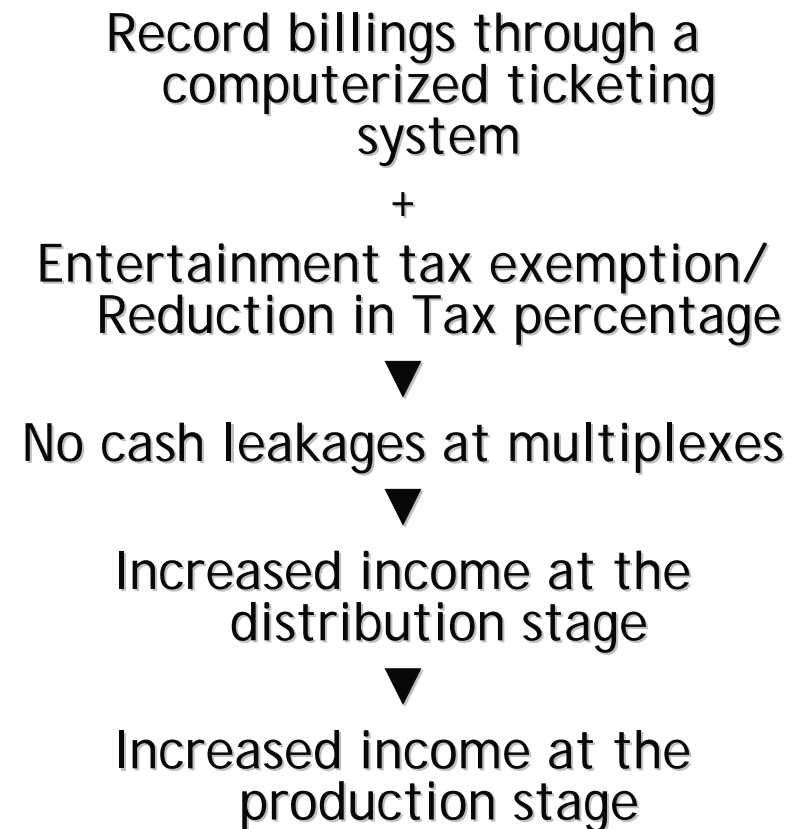 Record billings through a
computerized ticketing
system
+
Entertainment tax exemption/
Reduction in Tax percentage
▼
No cash leakages at multiplexes
▼
Increased income at the
distribution stage
▼
Increased income at the
production stage